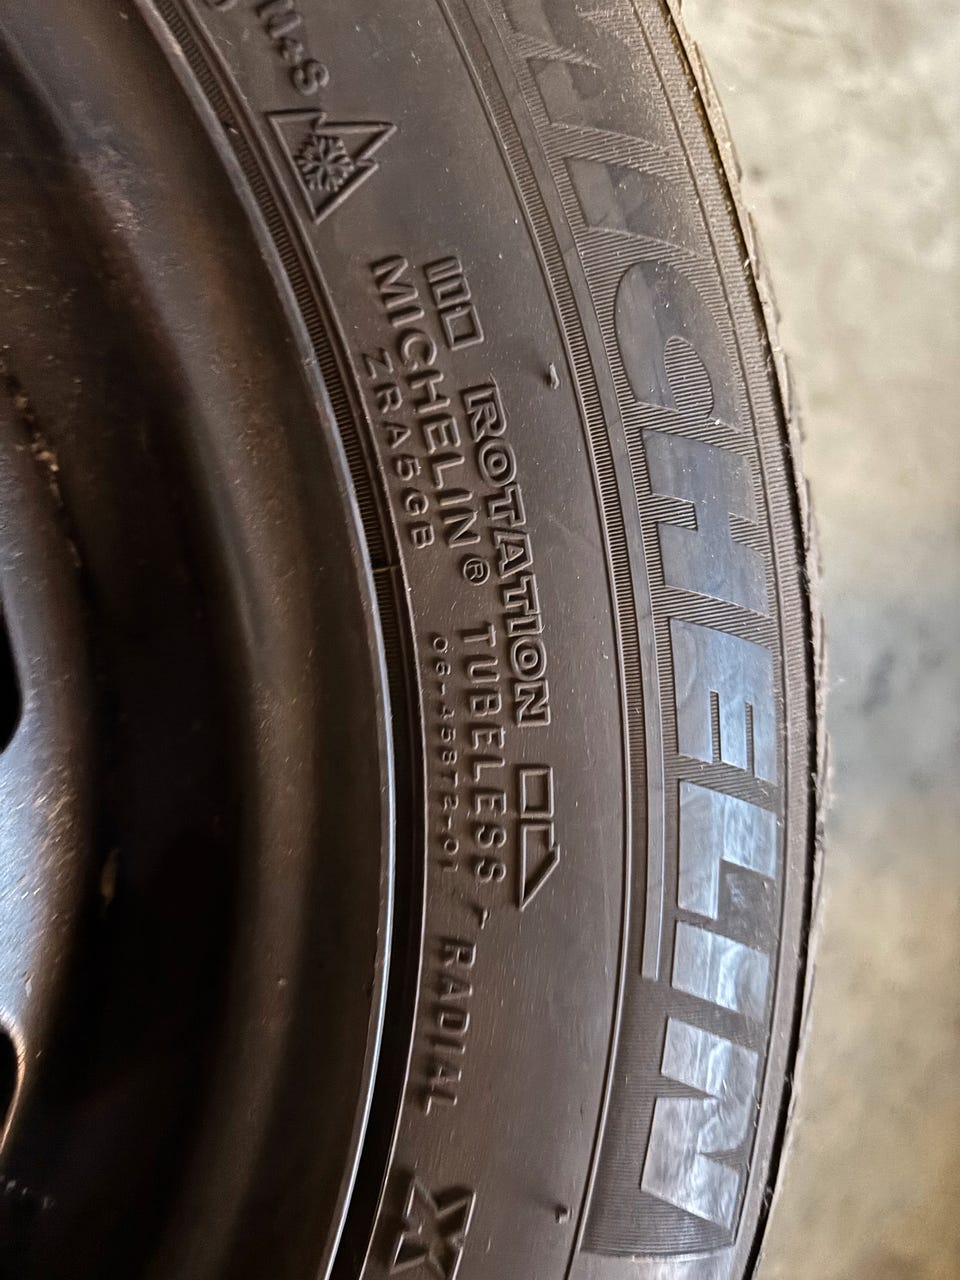 MICHELIN
M+S
ROTATION
MICHELIN® TUBELESS RADIAL X
ZRA5GB
06-45872-01